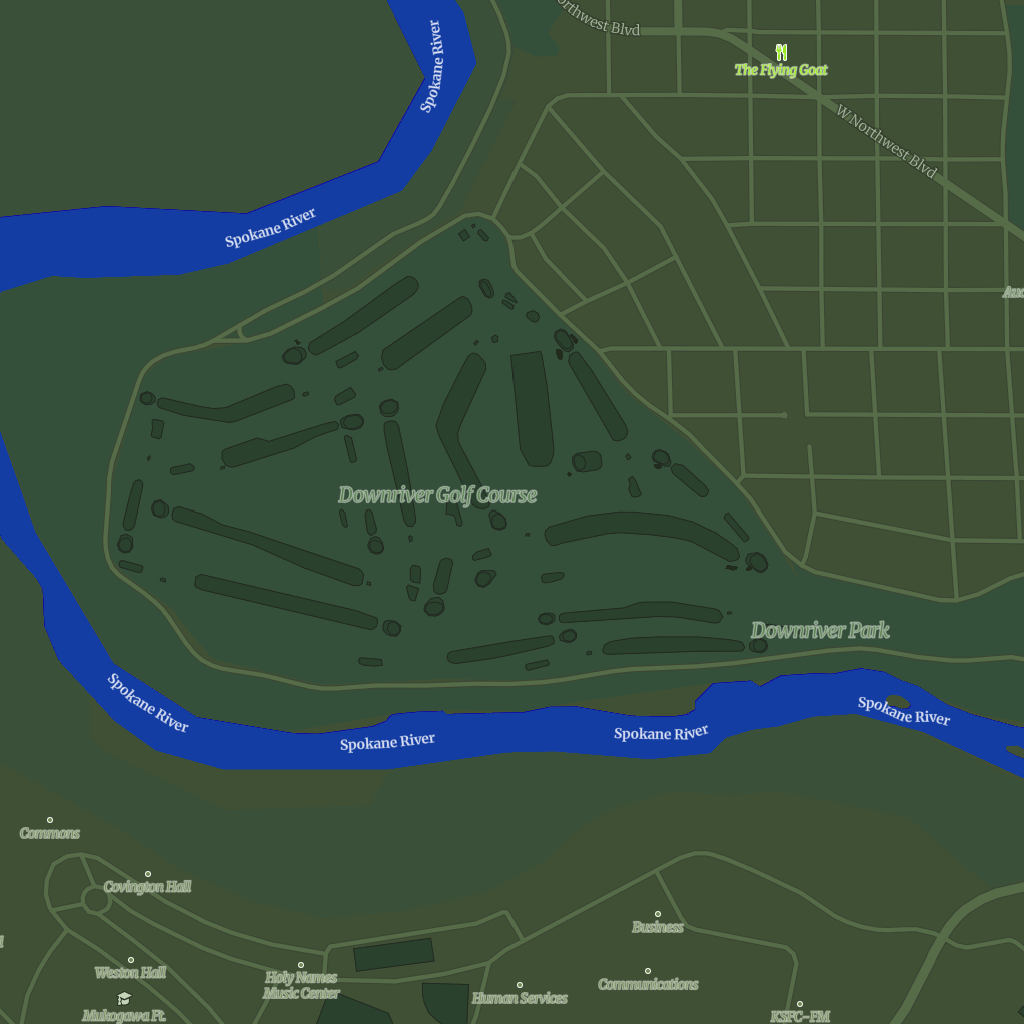 Northwest Blvd
Spokane River
The Flying Goat
W Northwest Blvd
Spokane River
Downriver Golf Course
Downriver Park
Spokane River
Spokane River
Spokane River
Spokane River
Commons
Covington Hall
Business
Weston Hall
Holy Names
Music Center
Human Services
Communications
Mukogawa Ft.
KSFC-FM